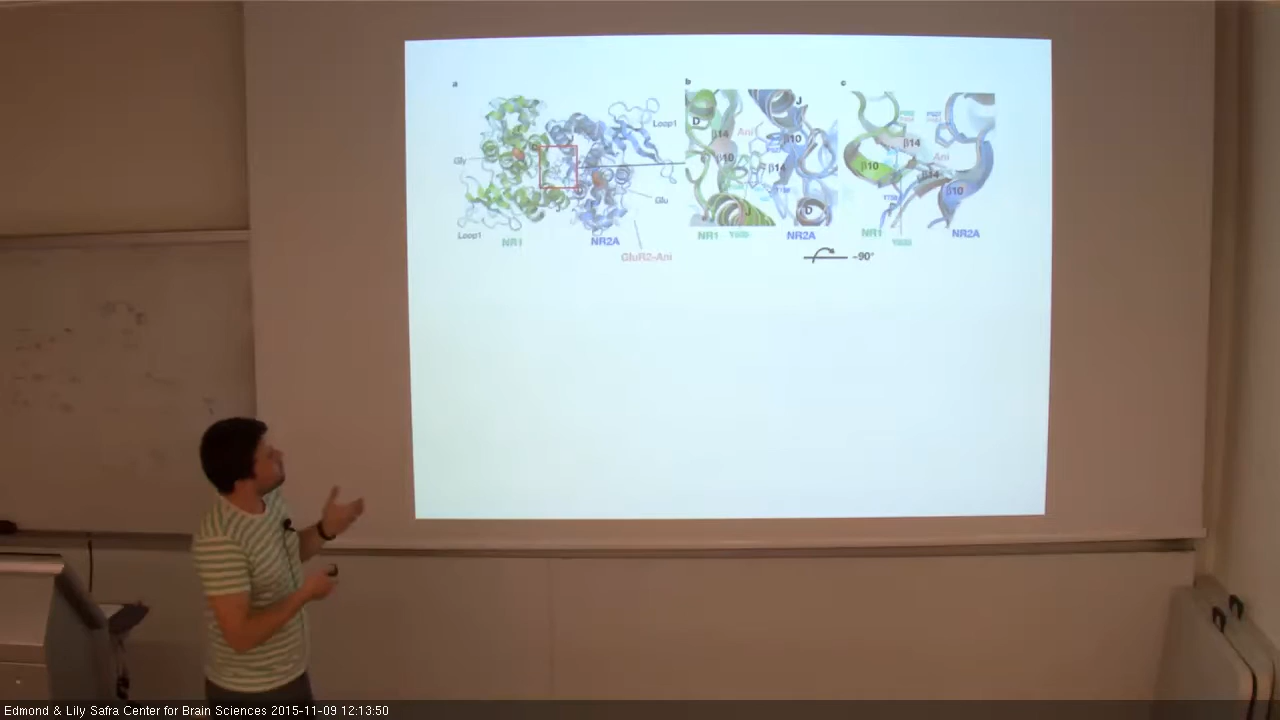 a
b
c
Gly
Loop1
Glu
Loop1
NR1
NR2A
GluR2-Ani
D
J
β14
Ani
β10
β10
β14
J
D
NR1
NR2A
β14
Ani
β10
β14
β10
NR1
NR2A
~90°
Edmond & Lily Safra Center for Brain Sciences 2015-11-09 12:13:50